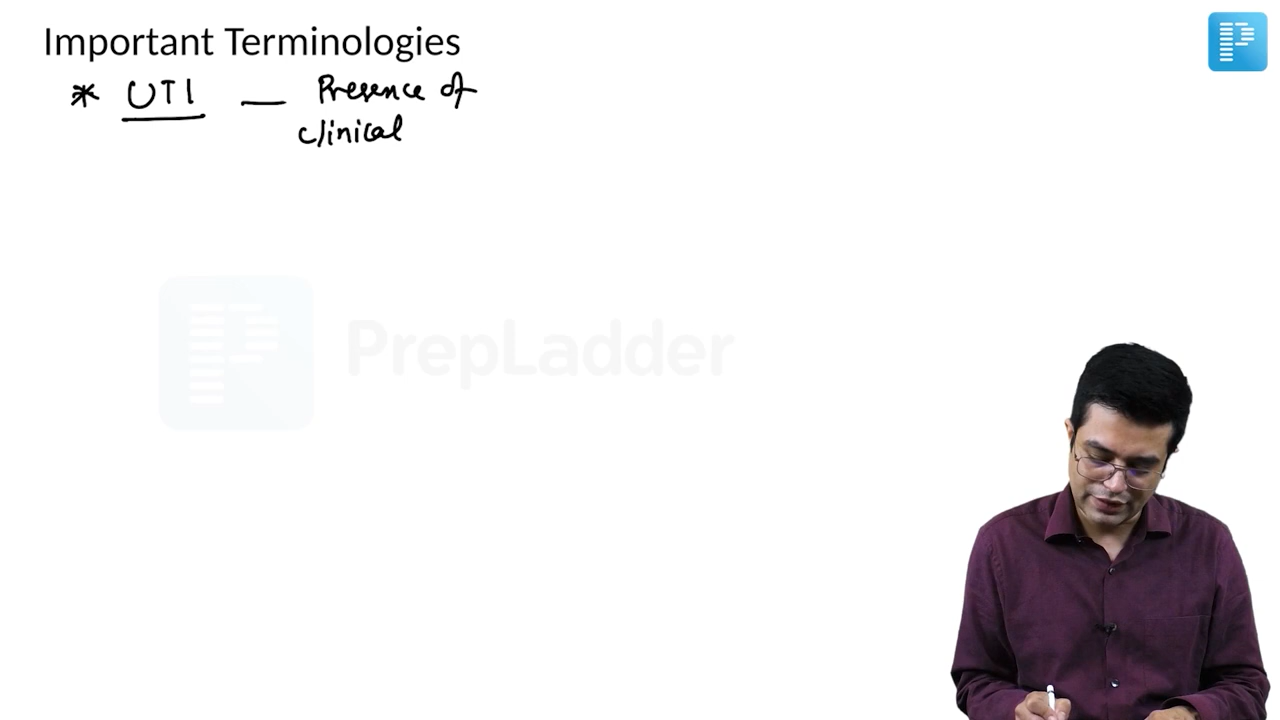 Important Terminologies
* UTI — Presence of
clinical
PrepLadder